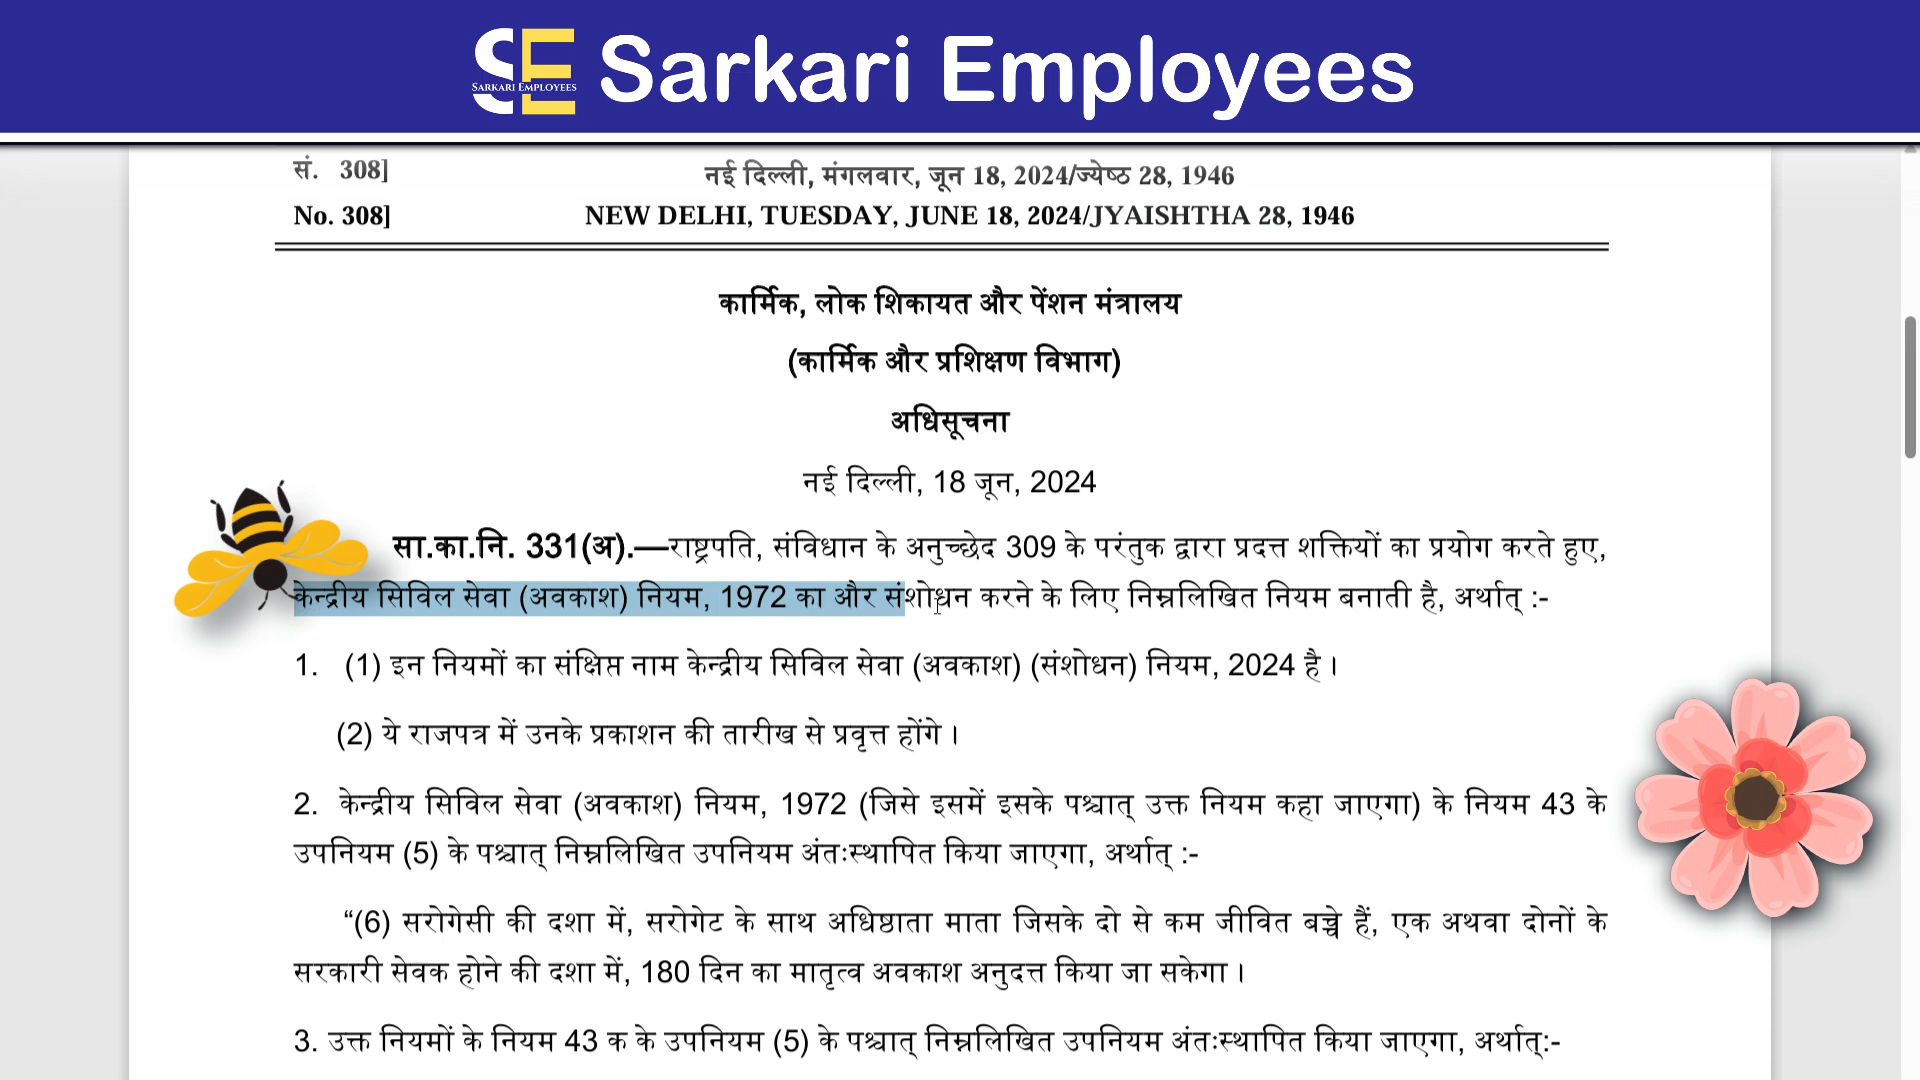 SE
SARKARI EMPLOYEES
Sarkari Employees
सं. 308]
नई दिल्ली, मंगलवार, जून 18, 2024/ज्येष्ठ 28, 1946
No. 308]
NEW DELHI, TUESDAY, JUNE 18, 2024/JYAISHTHA 28, 1946
कार्मिक, लोक शिकायत और पेंशन मंत्रालय
(कार्मिक और प्रशिक्षण विभाग)
अधिसूचना
नई दिल्ली, 18 जून, 2024
सा.का.नि. 331(अ).—राष्ट्रपति, संविधान के अनुच्छेद 309 के परंतुक द्वारा प्रदत्त शक्तियों का प्रयोग करते हुए,
केन्द्रीय सिविल सेवा (अवकाश) नियम, 1972 का और संशोधन करने के लिए निम्नलिखित नियम बनाती है, अर्थात् :-
1. (1) इन नियमों का संक्षिप्त नाम केन्द्रीय सिविल सेवा (अवकाश) (संशोधन) नियम, 2024 है।
(2) ये राजपत्र में उनके प्रकाशन की तारीख से प्रवृत्त होंगे।
2. केन्द्रीय सिविल सेवा (अवकाश) नियम, 1972 (जिसे इसमें इसके पश्चात् उक्त नियम कहा जाएगा) के नियम 43 के
उपनियम (5) के पश्चात् निम्नलिखित उपनियम अंतःस्थापित किया जाएगा, अर्थात् :-
“(6) सरोगेसी की दशा में, सरोगेट के साथ अधिष्ठाता माता जिसके दो से कम जीवित बच्चे हैं, एक अथवा दोनों के
सरकारी सेवक होने की दशा में, 180 दिन का मातृत्व अवकाश अनुदत्त किया जा सकेगा।
3. उक्त नियमों के नियम 43 क के उपनियम (5) के पश्चात् निम्नलिखित उपनियम अंतःस्थापित किया जाएगा, अर्थात्:-